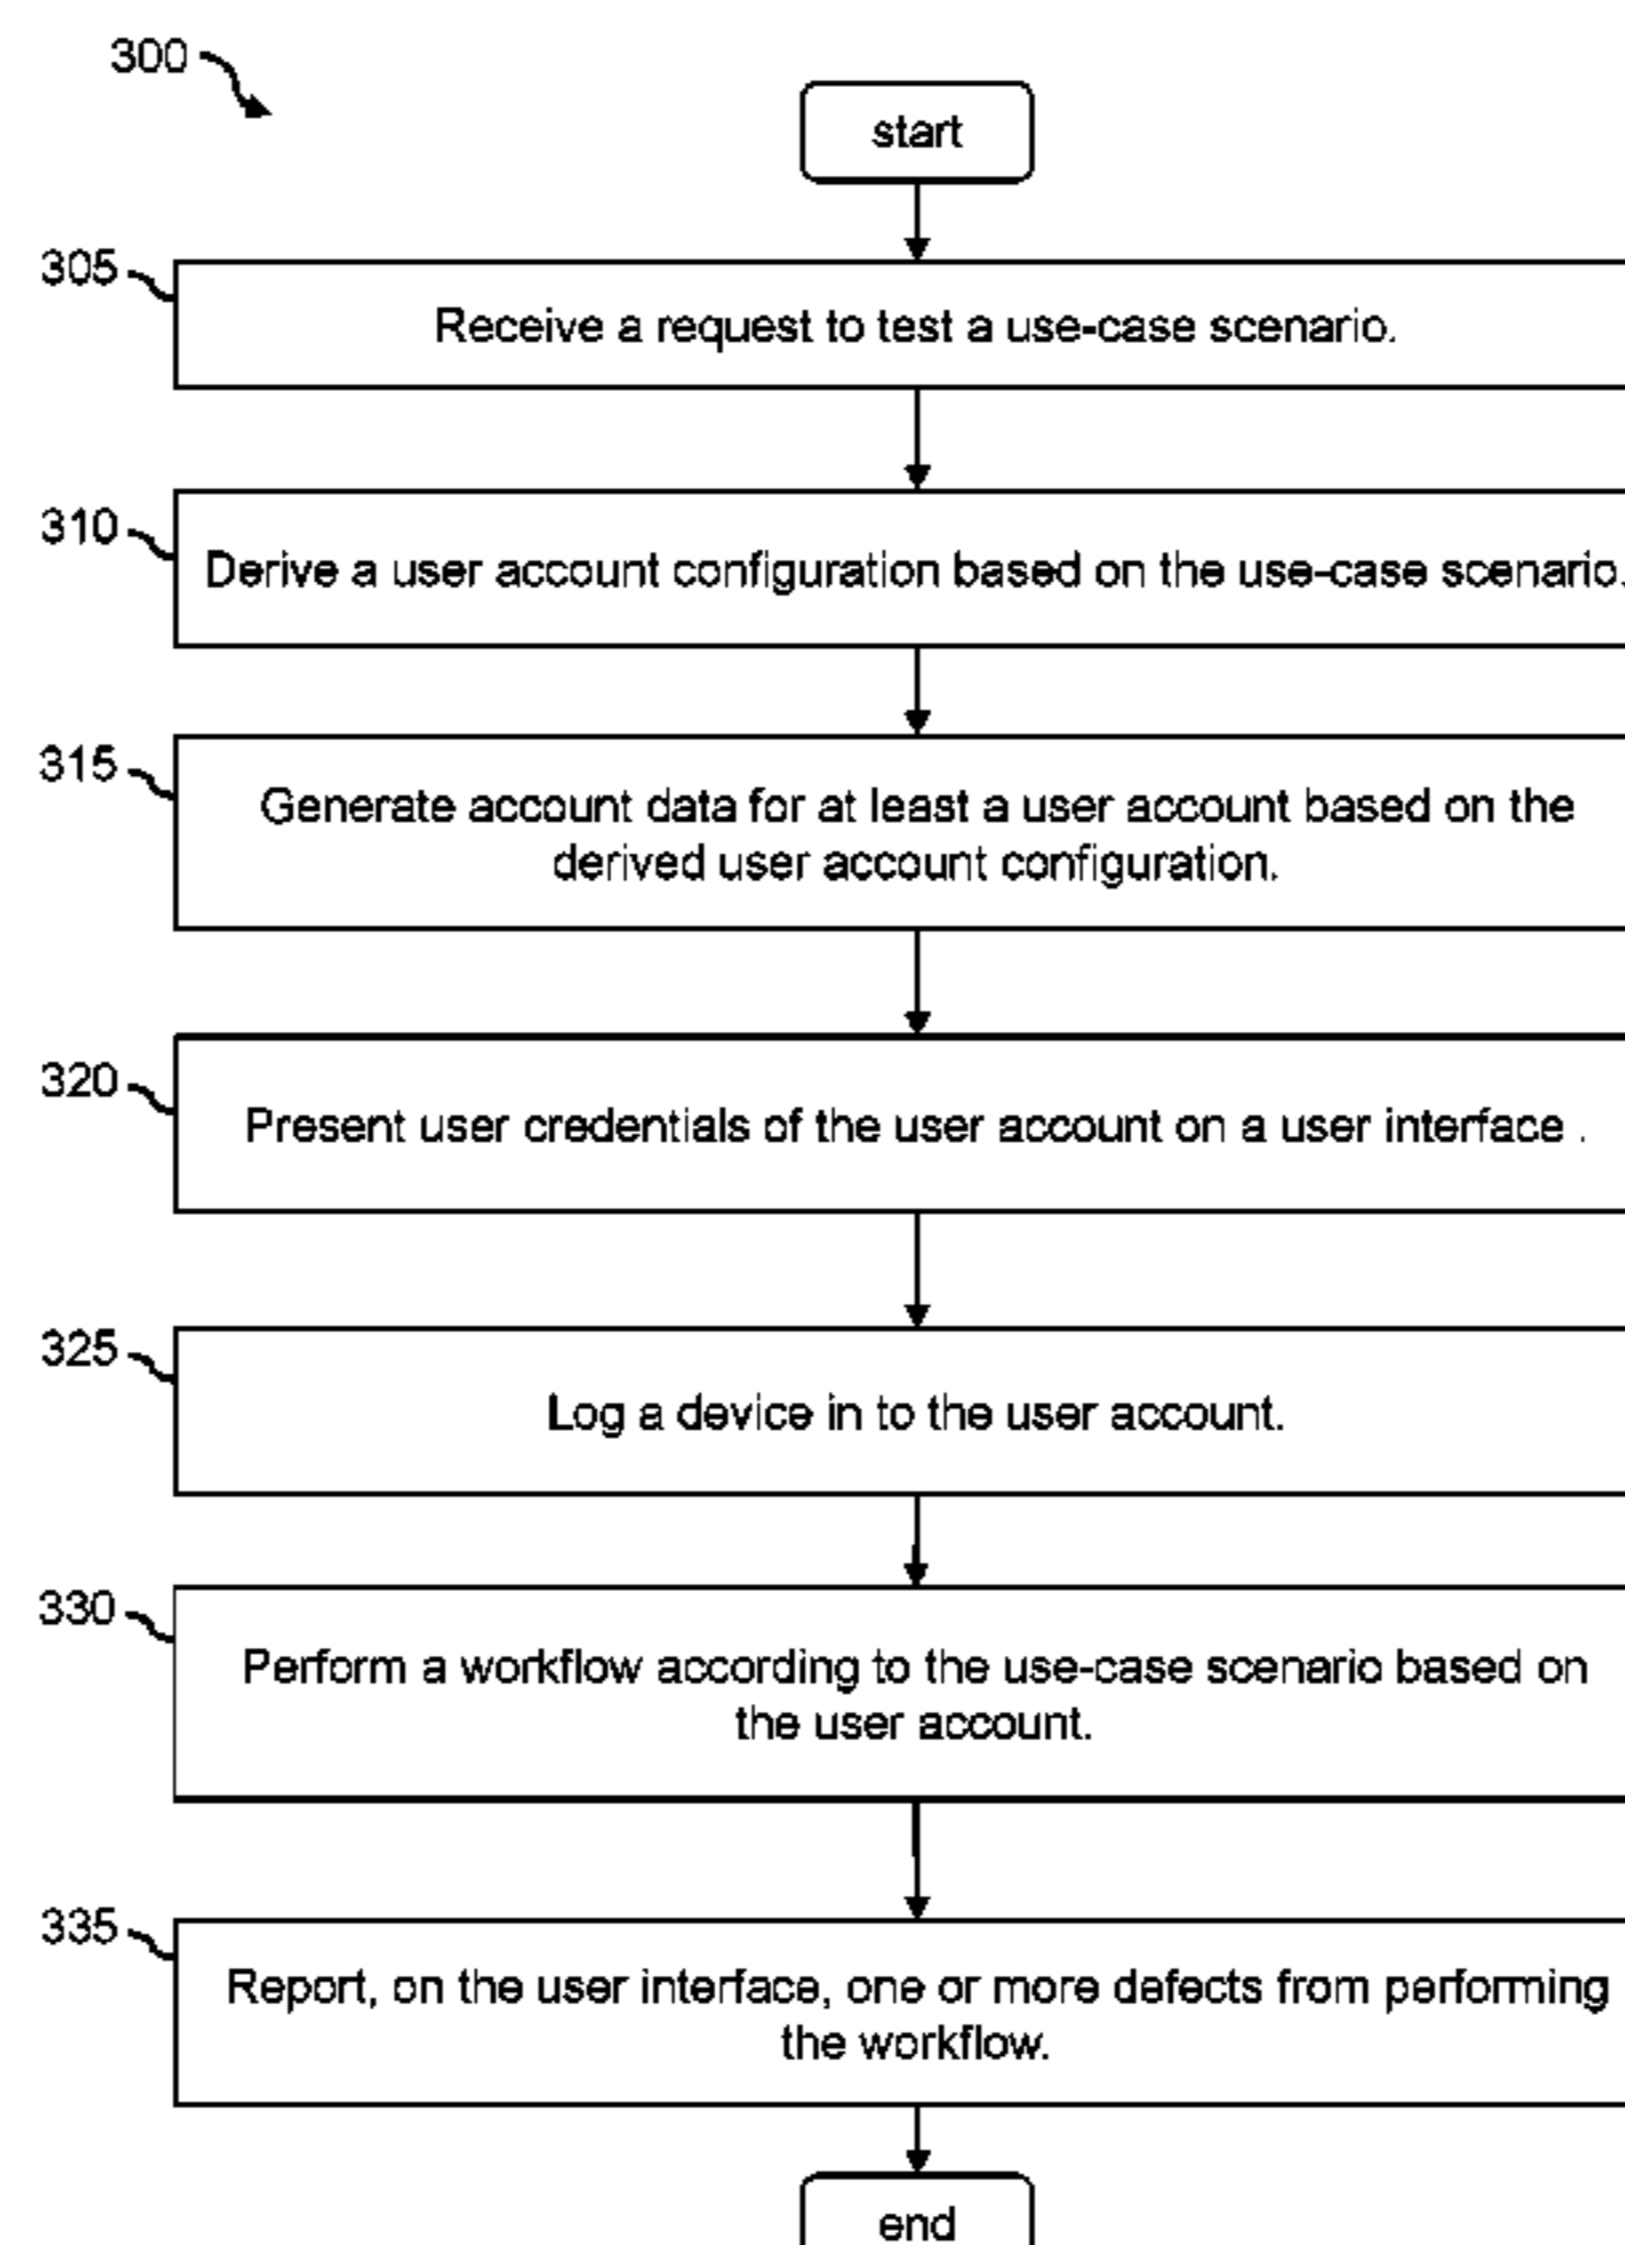 300
start
305
Receive a request to test a use-case scenario.
310
Derive a user account configuration based on the use-case scenario.
315
Generate account data for at least a user account based on the
derived user account configuration.
320
Present user credentials of the user account on a user interface .
325
Log a device in to the user account.
330
Perform a workflow according to the use-case scenario based on
the user account.
335
Report, on the user interface, one or more defects from performing
the workflow.
end